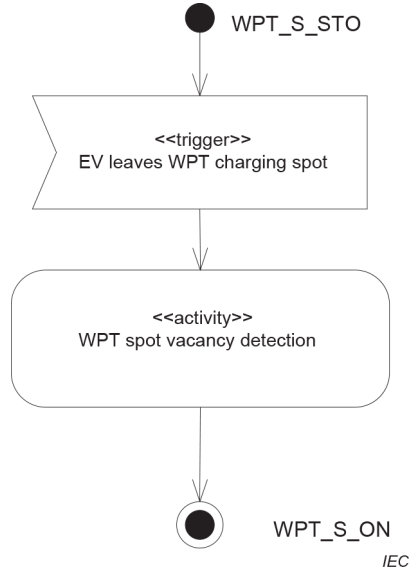 WPT_S_STO
<<trigger>>
EV leaves WPT charging spot
<<activity>>
WPT spot vacancy detection
WPT_S_ON
IEC